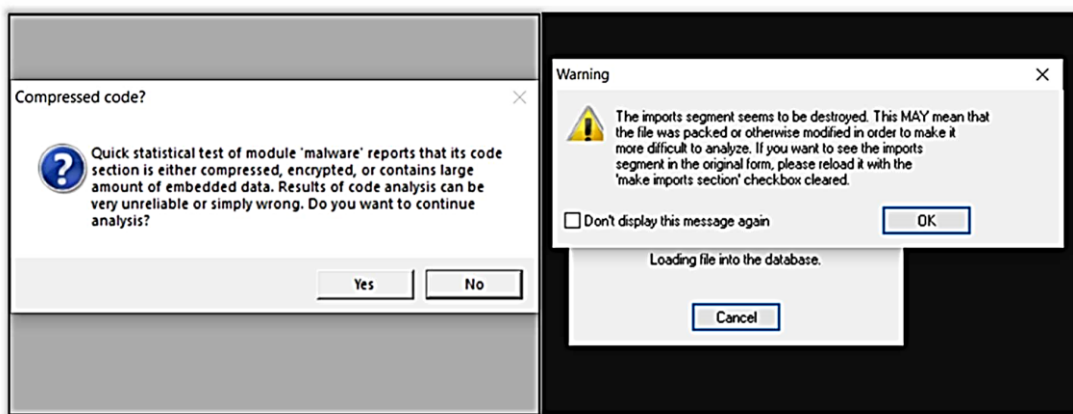 Compressed code?
Quick statistical test of module 'malware' reports that its code
section is either compressed, encrypted, or contains large
amount of embedded data. Results of code analysis can be
very unreliable or simply wrong. Do you want to continue
analysis?
Yes
No
Warning
The imports segment seems to be destroyed. This MAY mean that
the file was packed or otherwise modified in order to make it
more difficult to analyze. If you want to see the imports
segment in the original form, please reload it with the
'make imports section' checkbox cleared.
Don't display this message again
OK
Loading file into the database.
Cancel